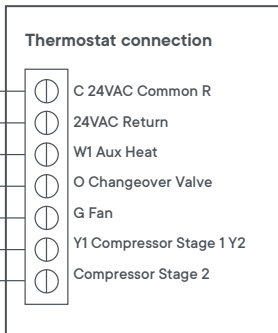 Thermostat connection
C 24VAC Common R
24VAC Return
W1 Aux Heat
O Changeover Valve
G Fan
Y1 Compressor Stage 1 Y2
Compressor Stage 2